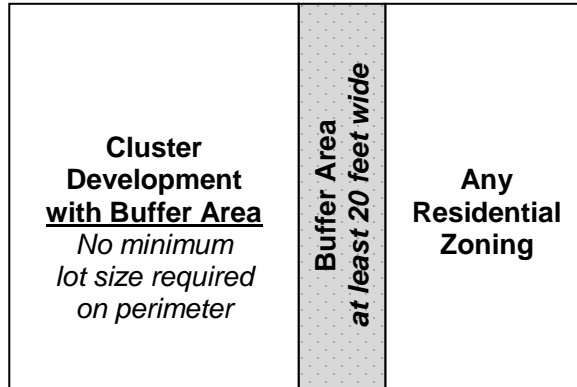 Cluster
Development
with Buffer Area
No minimum
lot size required
on perimeter
Buffer Area
at least 20 feet wide
Any
Residential
Zoning